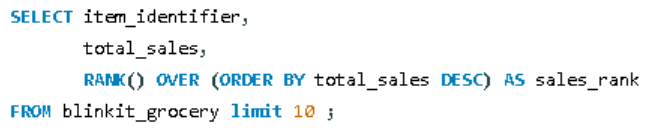 SELECT item_identifier,
total_sales,
RANK() OVER (ORDER BY total_sales DESC) AS sales_rank
FROM blinkit_grocery limit 10 ;